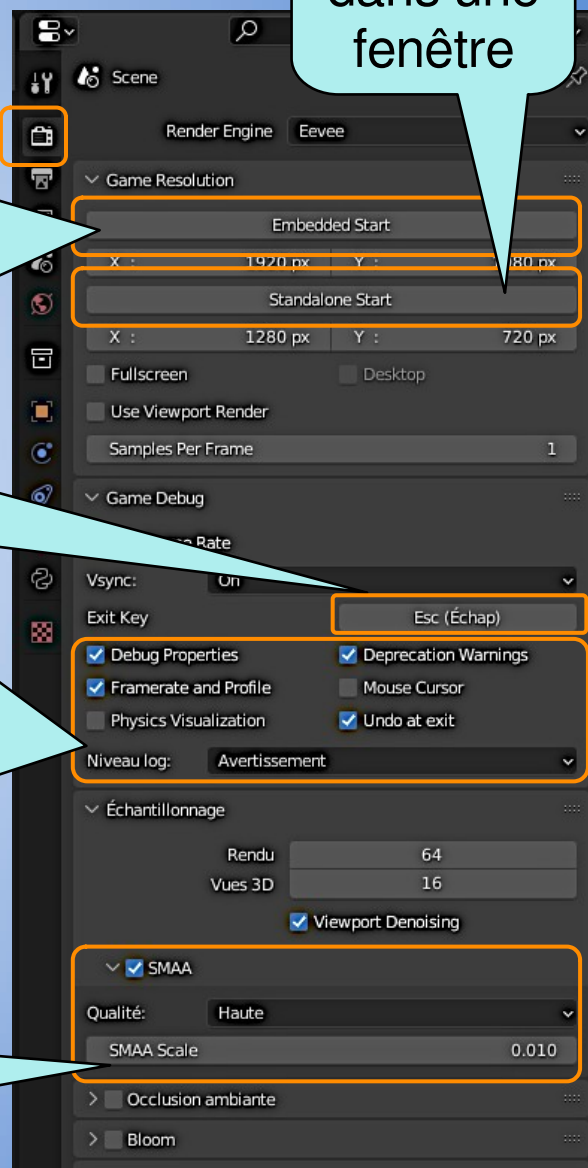 fenêtre
Scene
Render Engine Eevee
Game Resolution
Embedded Start
X : 1920 px Y :
Standalone Start
X : 1280 px Y : 720 px
Fullscreen Desktop
Use Viewport Render
Samples Per Frame 1
Game Debug
Rate
Vsync: On
Exit Key Esc (Échap)
Debug Properties Deprecation Warnings
Framerate and Profile Mouse Cursor
Physics Visualization Undo at exit
Niveau log: Avertissement
Échantillonnage
Rendu 64
Vues 3D 16
Viewport Denoising
SMAA
Qualité: Haute
SMAA Scale 0.010
Occlusion ambiante
Bloom